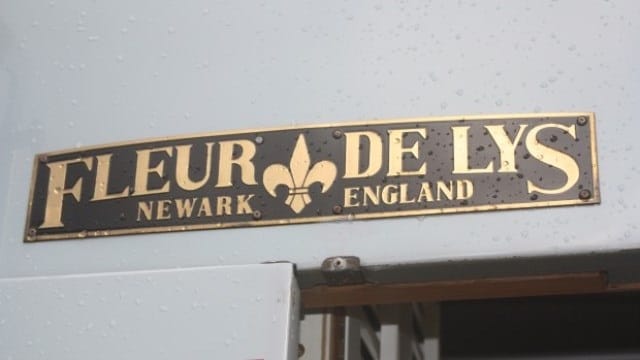 FLEUR DE LYS
NEWARK ENGLAND